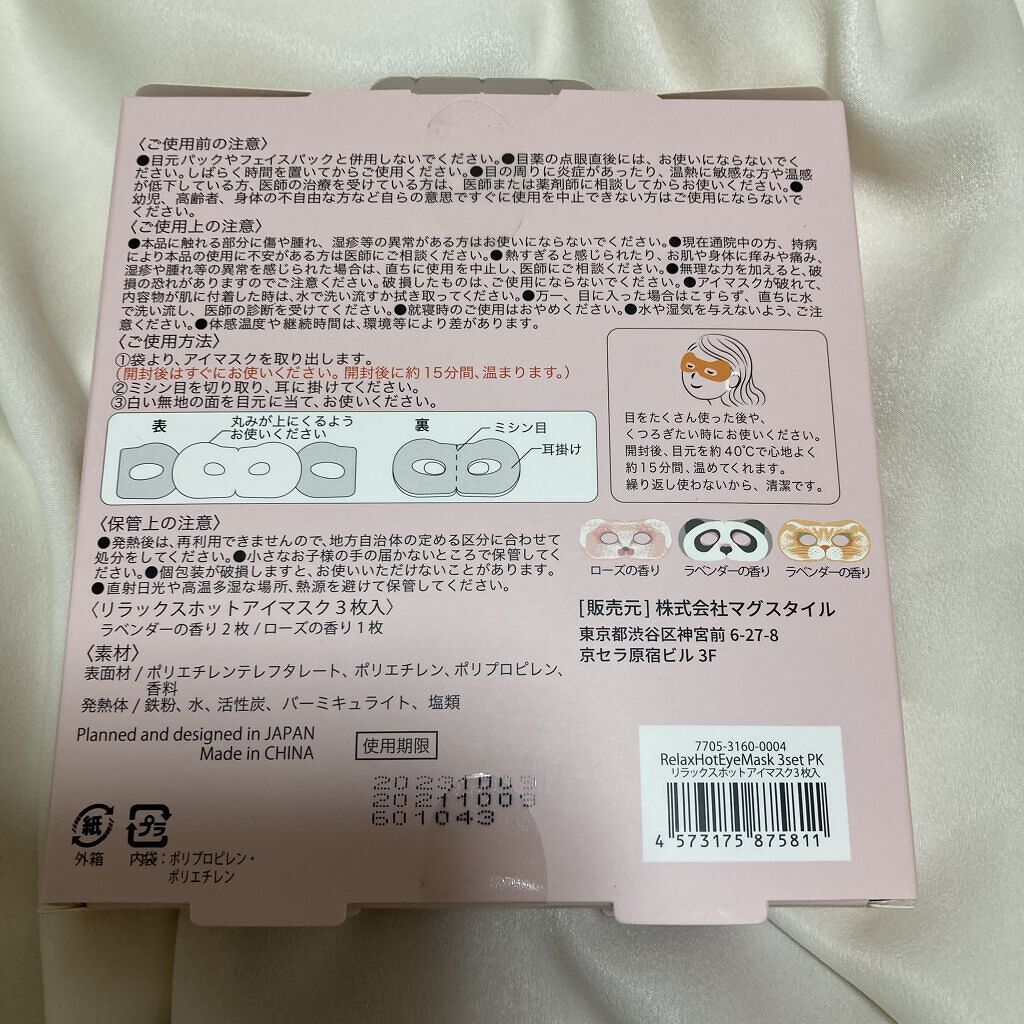 〈ご使用前の注意〉
●目元パックやフェイスパックと併用しないでください。●目薬の点眼直後には、お使いにならないでく
ださい。しばらく時間を置いてからご使用ください。●目の周りに炎症があったり、温熱に敏感な方や温感
が低下している方、医師の治療を受けている方は、医師または薬剤師に相談してからお使いください。●
幼児、高齢者、身体の不自由な方など自らの意思ですぐに使用を中止できない方はご使用にならないで
ください。
〈ご使用上の注意〉
●本品に触れる部分に傷や腫れ、湿疹等の異常がある方はお使いにならないでください。●現在通院中の方、持病
により本品の使用に不安がある方は医師にご相談ください。●熱すぎると感じられたり、お肌や身体に痒みや痛み、
湿疹や腫れ等の異常を感じられた場合は、直ちに使用を中止し、医師にご相談ください。●無理な力を加えると、破
損の恐れがありますのでご注意ください。破損したものは、ご使用にならないでください。●アイマスクが破れて、
内容物が肌に付着した時は、水で洗い流すか拭き取ってください。●万一、目に入った場合はこすらず、直ちに水
で洗い流し、医師の診断を受けてください。●就寝時のご使用はおやめください。●水や湿気を与えないよう、ご注
意ください。●体感温度や継続時間は、環境等により差があります。
〈ご使用方法〉
①袋より、アイマスクを取り出します。
(開封後はすぐにお使いください。開封後に約15分間、温まります。)
②ミシン目を切り取り、耳に掛けてください。
③白い無地の面を目元に当て、お使いください。
表
丸みが上にくるよう
お使いください
裏
ミシン目
耳掛け
目をたくさん使った後や、
くつろぎたい時にお使いください。
開封後、目元を約40℃で心地よく
約15分間、温めてくれます。
繰り返し使わないから、清潔です。
〈保管上の注意〉
●発熱後は、再利用できませんので、地方自治体の定める区分に合わせて
処分をしてください。●小さなお子様の手の届かないところで保管してく
ださい。●個包装が破損しますと、お使いいただけないことがあります。
●直射日光や高温多湿な場所、熱源を避けて保管してください。
ローズの香り
ラベンダーの香り
ラベンダーの香り
〈リラックスホットアイマスク3枚入〉
ラベンダーの香り2枚/ローズの香り1枚
〈素材〉
表面材/ポリエチレンテレフタレート、ポリエチレン、ポリプロピレン、
香料
発熱体/鉄粉、水、活性炭、バーミキュライト、塩類
[販売元]株式会社マグスタイル
東京都渋谷区神宮前 6-27-8
京セラ原宿ビル 3F
Planned and designed in JAPAN
Made in CHINA
使用期限
20231003
20211009
601043
紙
外箱
プラ
内袋:ポリプロピレン・
ポリエチレン
7705-3160-0004
RelaxHotEyeMask 3set PK
リラックスホットアイマスク3枚入
4 573175 875811